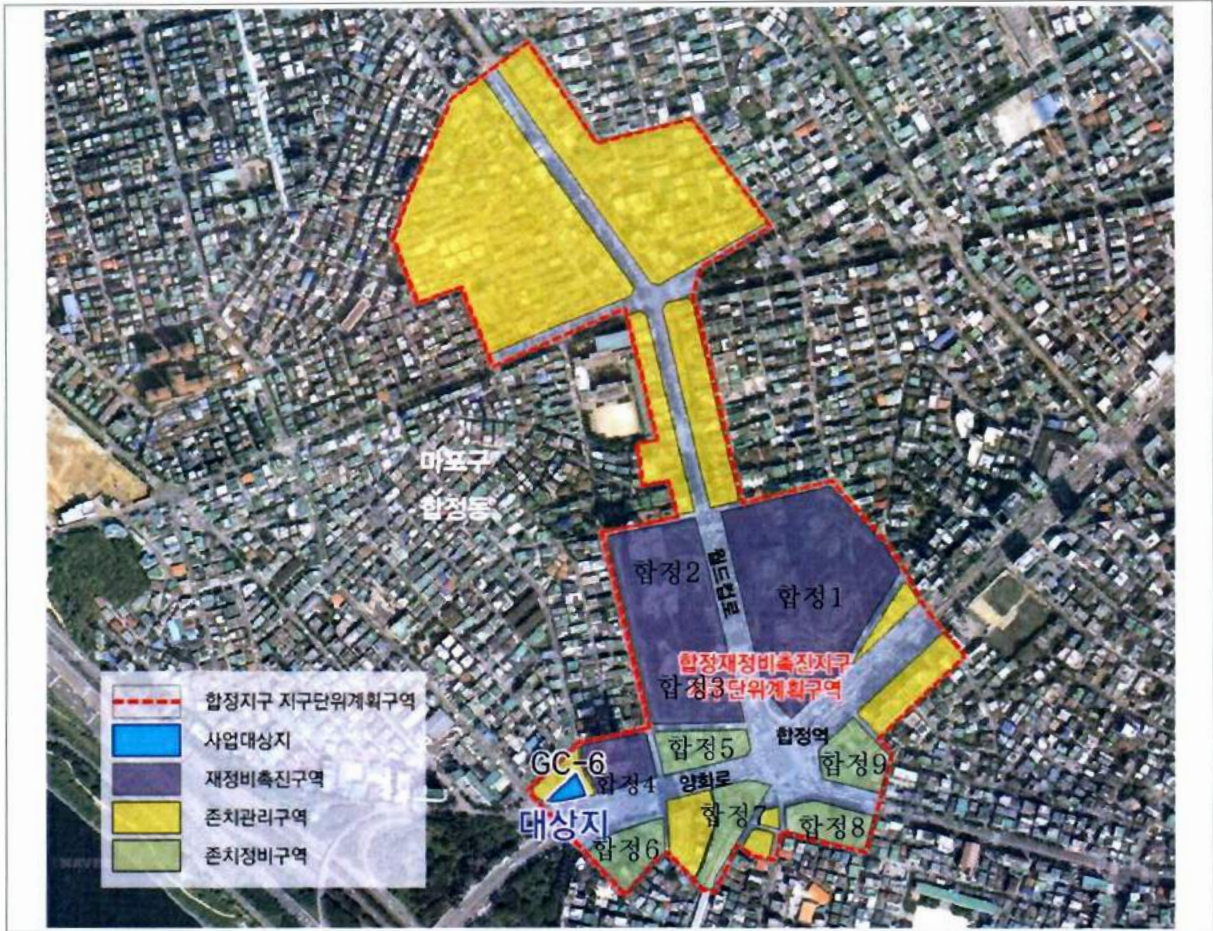 마포구
합정동
합정2
월드컵로
합정1
합정재정비촉진지구
지구단위계획구역
합정3
합정역
합정5
합정9
GC-6
합정4
양화로
대상지
합정7
합정8
합정6
합정지구 지구단위계획구역
사업대상지
재정비촉진구역
존치관리구역
존치정비구역